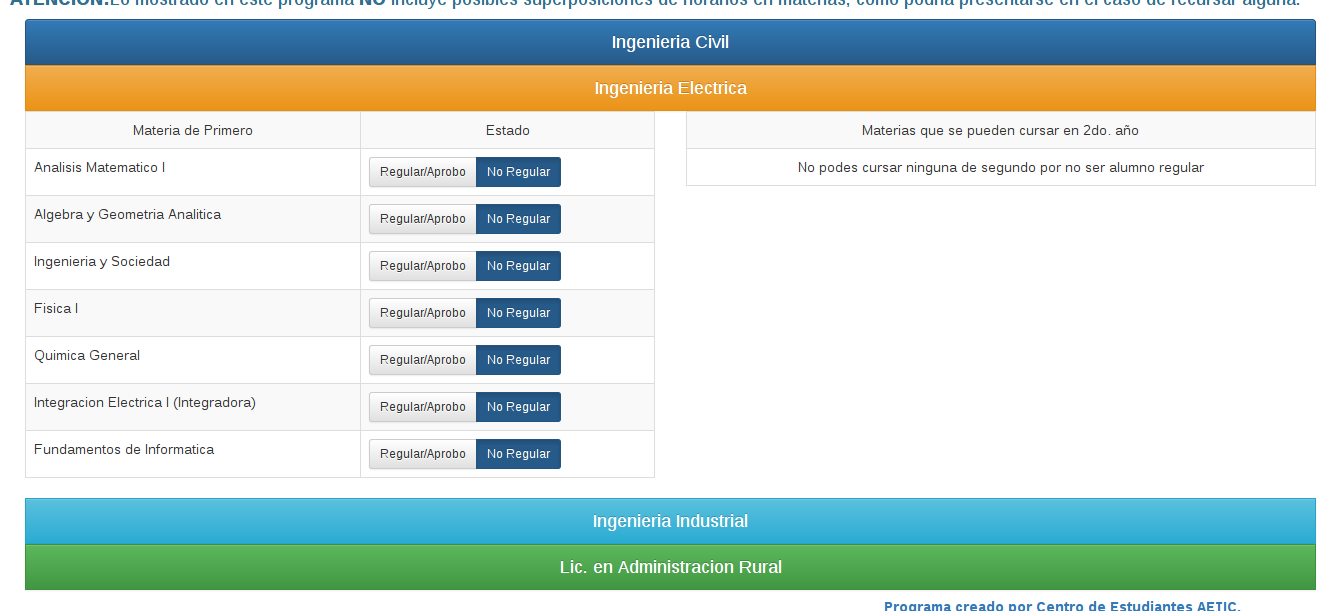 ATENCION:Lo mostrado en este programa NO incluye posibles superposiciones de horarios en materias, como podria presentarse en el caso de recursar alguna.
Ingenieria Civil
Ingenieria Electrica
Materia de Primero Estado
Analisis Matematico I Regular/Aprobo No Regular
Algebra y Geometria Analitica Regular/Aprobo No Regular
Ingenieria y Sociedad Regular/Aprobo No Regular
Fisica I Regular/Aprobo No Regular
Quimica General Regular/Aprobo No Regular
Integracion Electrica I (Integradora) Regular/Aprobo No Regular
Fundamentos de Informatica Regular/Aprobo No Regular
Materias que se pueden cursar en 2do. año
No podes cursar ninguna de segundo por no ser alumno regular
Ingenieria Industrial
Lic. en Administracion Rural
Programa creado por Centro de Estudiantes AETIC.